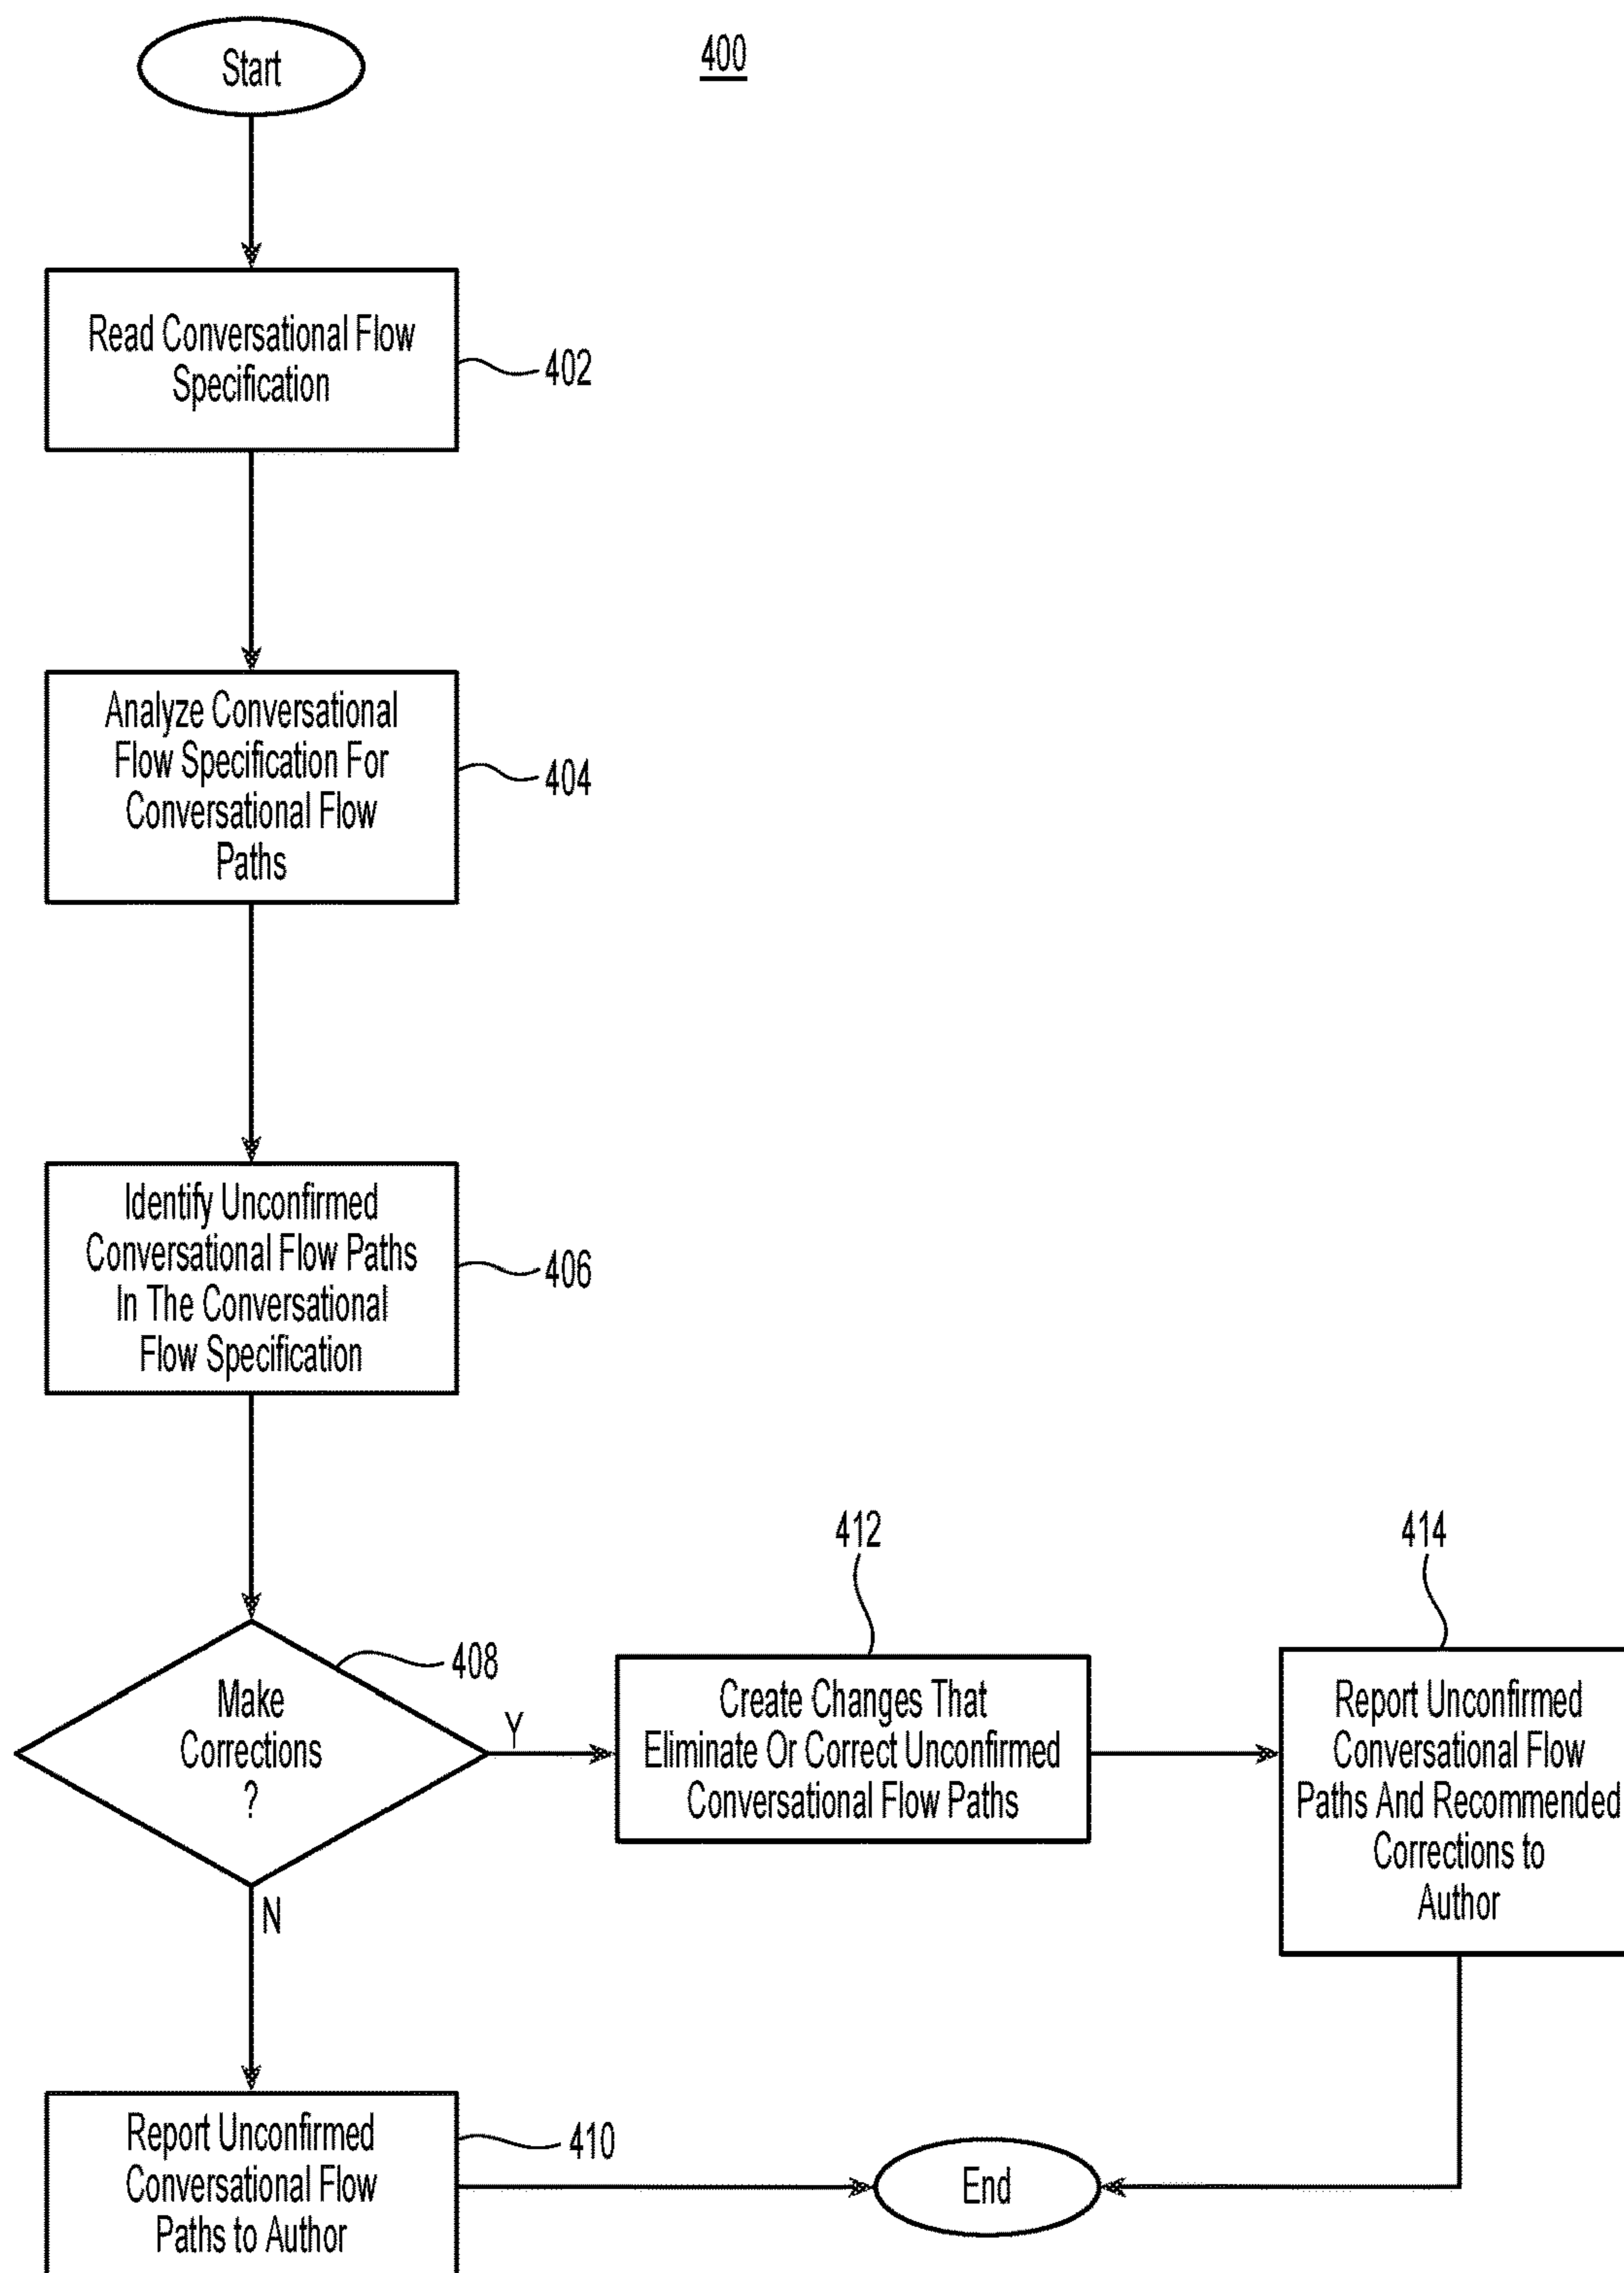 Start
400
Read Conversational Flow
Specification
402
Analyze Conversational
Flow Specification For
Conversational Flow
Paths
404
Identify Unconfirmed
Conversational Flow Paths
In The Conversational
Flow Specification
406
Make
Corrections
?
408
Y
N
412
Create Changes That
Eliminate Or Correct Unconfirmed
Conversational Flow Paths
414
Report Unconfirmed
Conversational Flow
Paths And Recommended
Corrections to
Author
Report Unconfirmed
Conversational Flow
Paths to Author
410
End